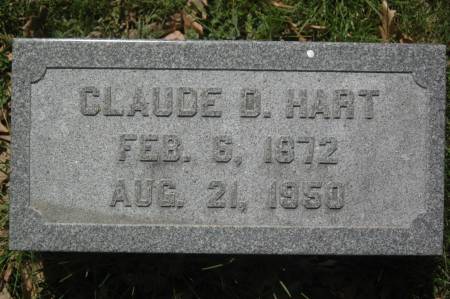 CLAUDE D. HART
FEB. 6, 1872
AUG. 21, 1950